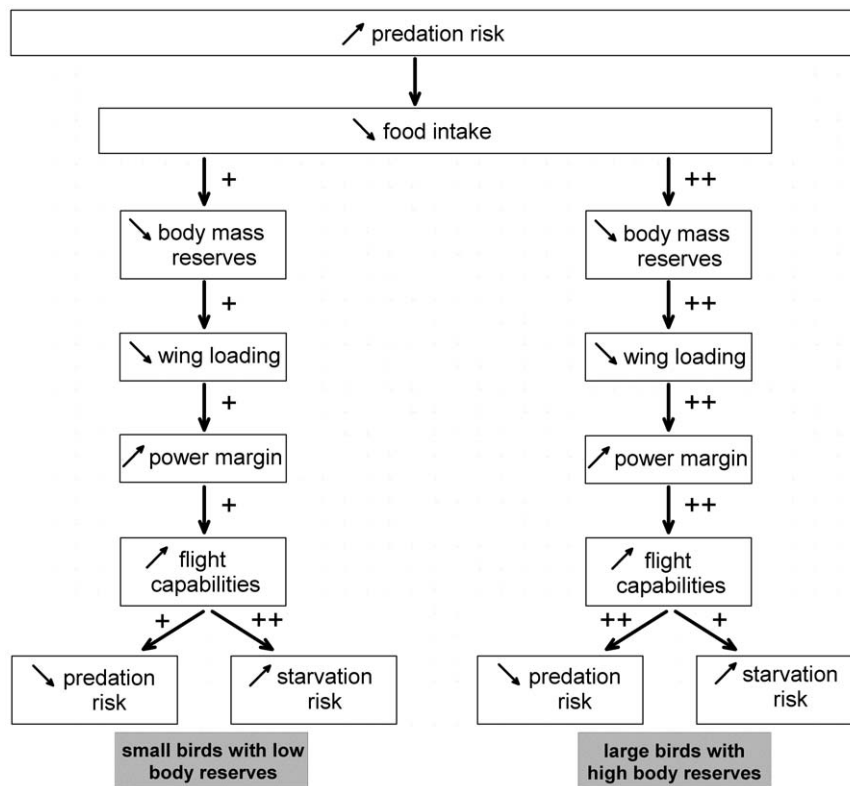 ↗ predation risk
↘ food intake
+ ++
↘ body mass
reserves
↘ body mass
reserves
+ ++
↘ wing loading
↘ wing loading
+ ++
↗ power margin
↗ power margin
+ ++
↗ flight
capabilities
↗ flight
capabilities
+ ++
++ +
↘ predation
risk
↗ starvation
risk
↘ predation
risk
↗ starvation
risk
small birds with low
body reserves
large birds with
high body reserves